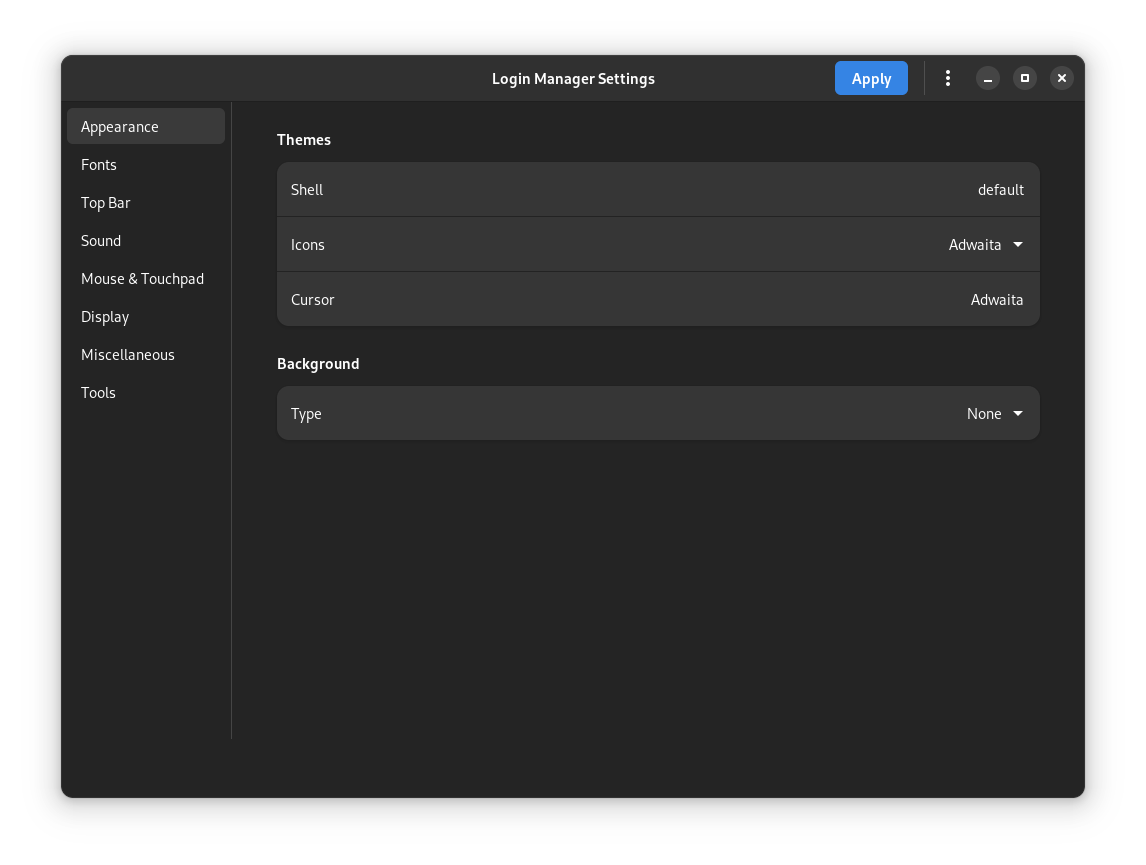 Login Manager Settings
Apply
Appearance
Fonts
Top Bar
Sound
Mouse & Touchpad
Display
Miscellaneous
Tools
Themes
Shell default
Icons Adwaita
Cursor Adwaita
Background
Type None